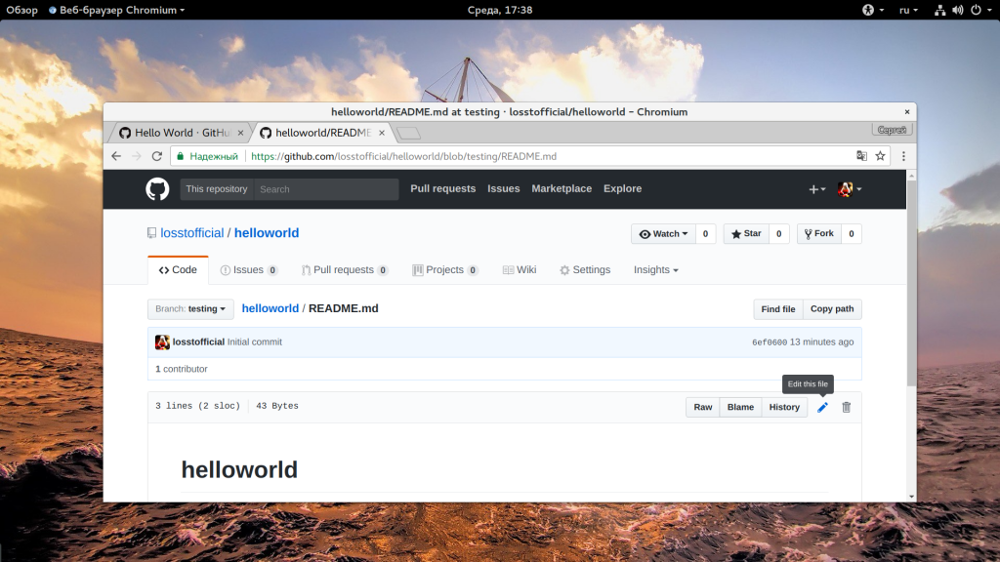 Обзор Веб-браузер Chromium Среда, 17:38 ru
helloworld/README.md at testing · losstofficial/helloworld - Chromium ×
Hello World · GitHu × helloworld/README × Сергей
Надежный https://github.com/losstofficial/helloworld/blob/testing/README.md
This repository Search Pull requests Issues Marketplace Explore
losstofficial / helloworld Watch 0 Star 0 Fork 0
Code Issues 0 Pull requests 0 Projects 0 Wiki Settings Insights
Branch: testing helloworld / README.md Find file Copy path
losstofficial Initial commit 6ef0600 13 minutes ago
1 contributor
Edit this file
3 lines (2 sloc) 43 Bytes Raw Blame History
helloworld